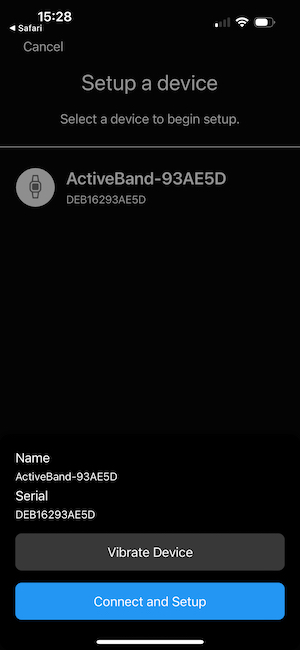 15:28
◀ Safari
Cancel
Setup a device
Select a device to begin setup.
ActiveBand-93AE5D
DEB16293AE5D
Name
ActiveBand-93AE5D
Serial
DEB16293AE5D
Vibrate Device
Connect and Setup